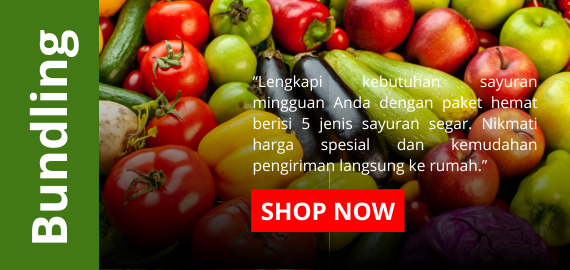 Bundling
“Lengkapi kebutuhan sayuran
mingguan Anda dengan paket hemat
berisi 5 jenis sayuran segar. Nikmati
harga spesial dan kemudahan
pengiriman langsung ke rumah.”
SHOP NOW